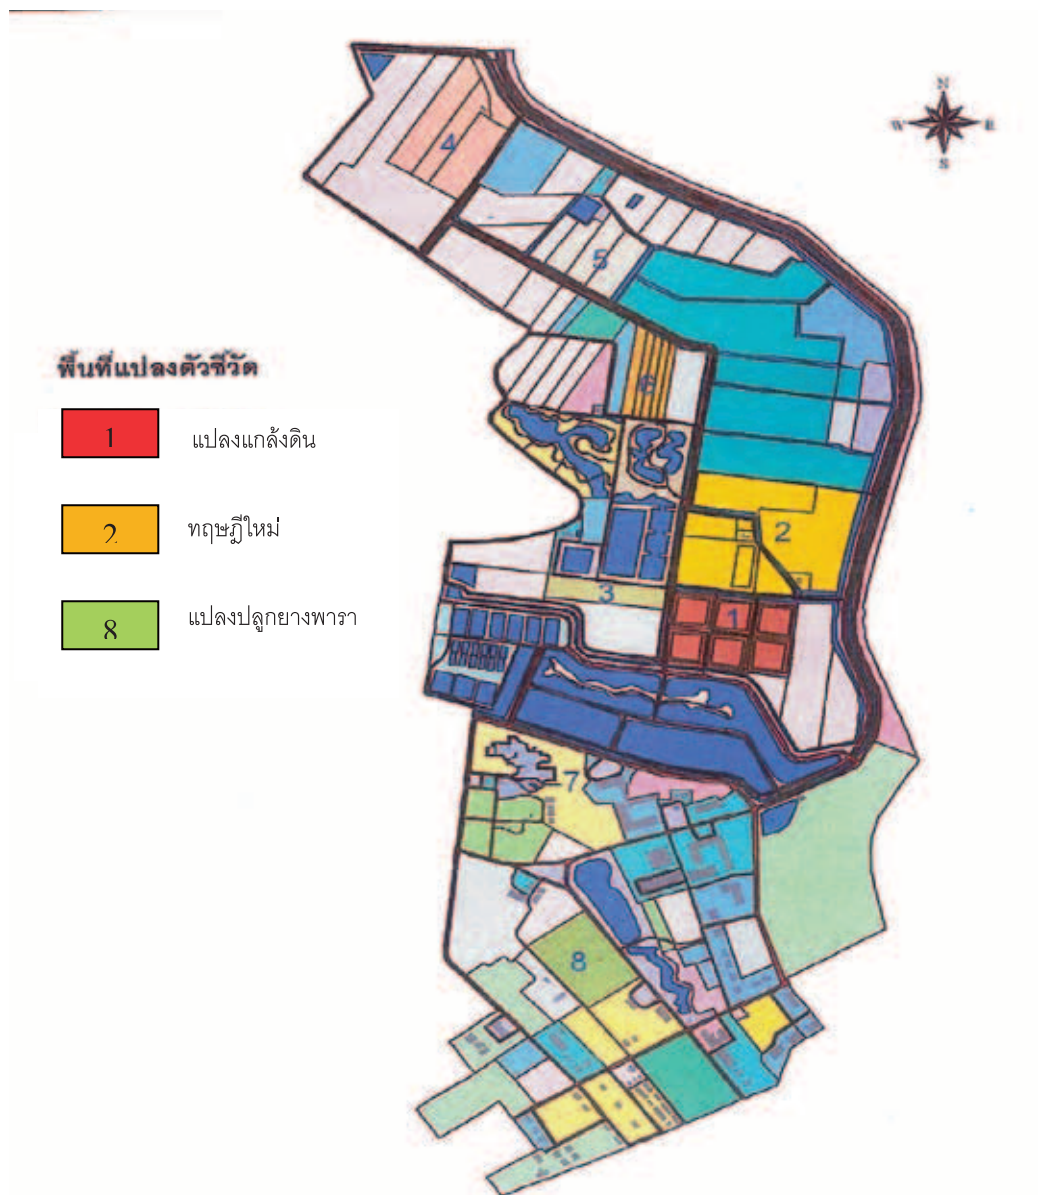 N
W
E
S
4
5
พื้นที่แปลงตัวชี้วัด
6
1 แปลงแกล้งดิน
2 ทฤษฎีใหม่
2
3
1
8 แปลงปลูกยางพารา
7
8